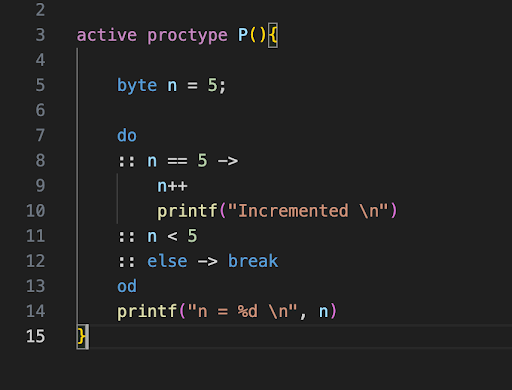 2
3 active proctype P(){
4
5 byte n = 5;
6
7 do
8 :: n == 5 ->
9 n++
10 printf("Incremented \n")
11 :: n < 5
12 :: else -> break
13 od
14 printf("n = %d \n", n)
15 }